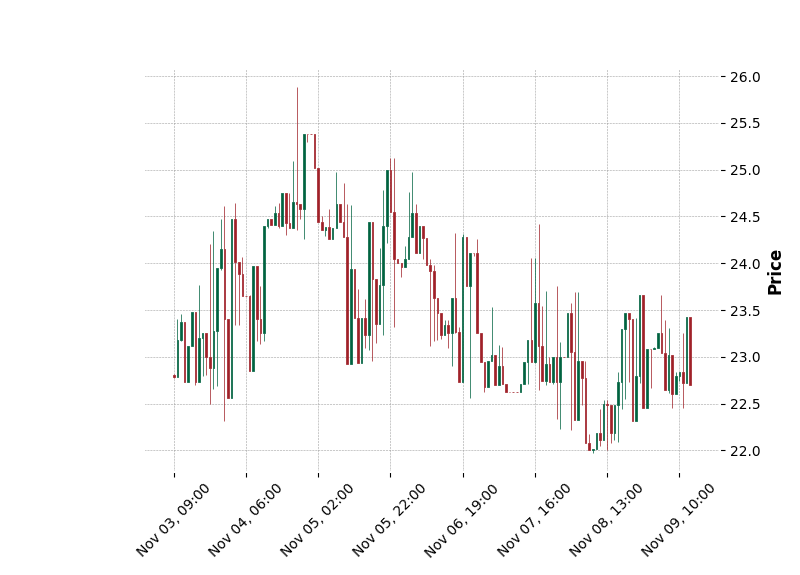 26.0
25.5
25.0
24.5
24.0
23.5
23.0
22.5
22.0
Price
Nov 03, 09:00
Nov 04, 06:00
Nov 05, 02:00
Nov 05, 22:00
Nov 06, 19:00
Nov 07, 16:00
Nov 08, 13:00
Nov 09, 10:00